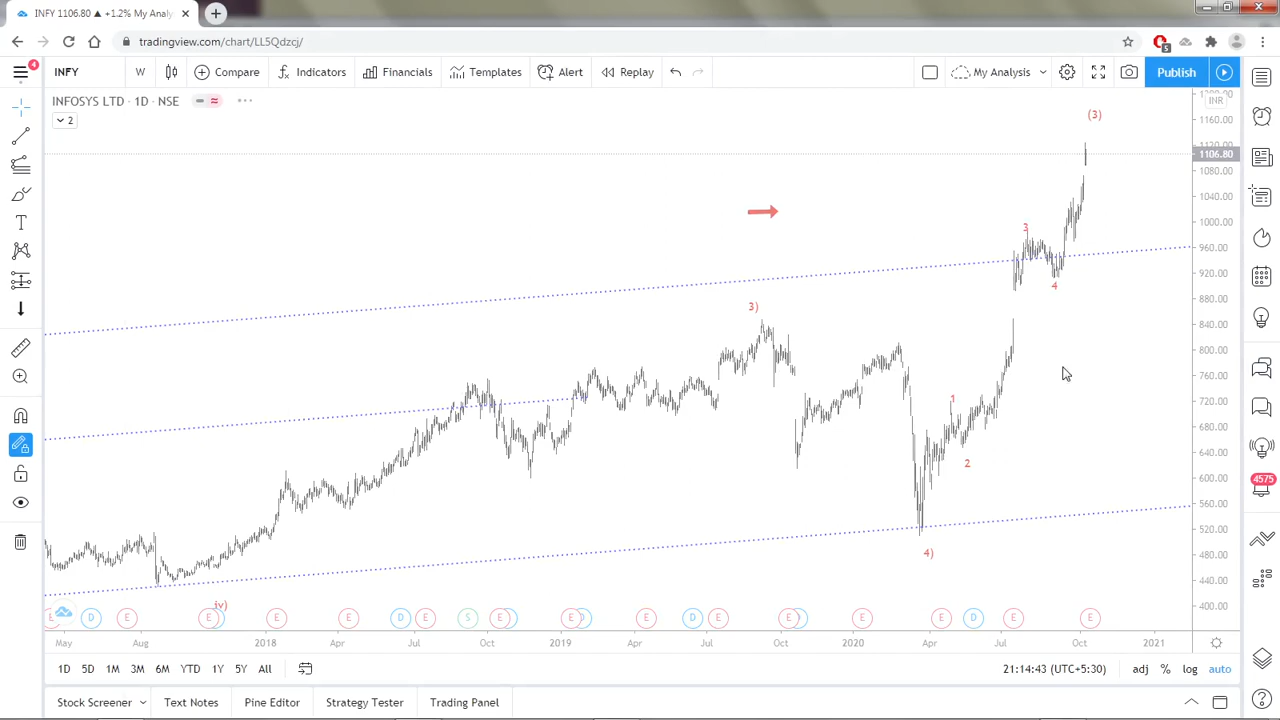 INFY 1106.80 ▲ +1.2% My Analy
tradingview.com/chart/LL5Qdzcj/
5
4
INFY
W
Compare
Indicators
Financials
Templates
Alert
Replay
My Analysis
Publish
INFOSYS LTD · 1D · NSE
2
INR
(3)
1160.00
1106.80
1080.00
1040.00
1000.00
960.00
920.00
880.00
840.00
800.00
760.00
720.00
680.00
640.00
600.00
560.00
520.00
480.00
440.00
400.00
3
4
3)
1
2
4)
iv)
4575
E D E E E E D E S E E D E D E E D E D E E
May Aug 2018 Apr Jul Oct 2019 Apr Jul Oct 2020 Apr Jul Oct 2021
1D 5D 1M 3M 6M YTD 1Y 5Y All
21:14:43 (UTC+5:30)
adj % log auto
Stock Screener
Text Notes
Pine Editor
Strategy Tester
Trading Panel